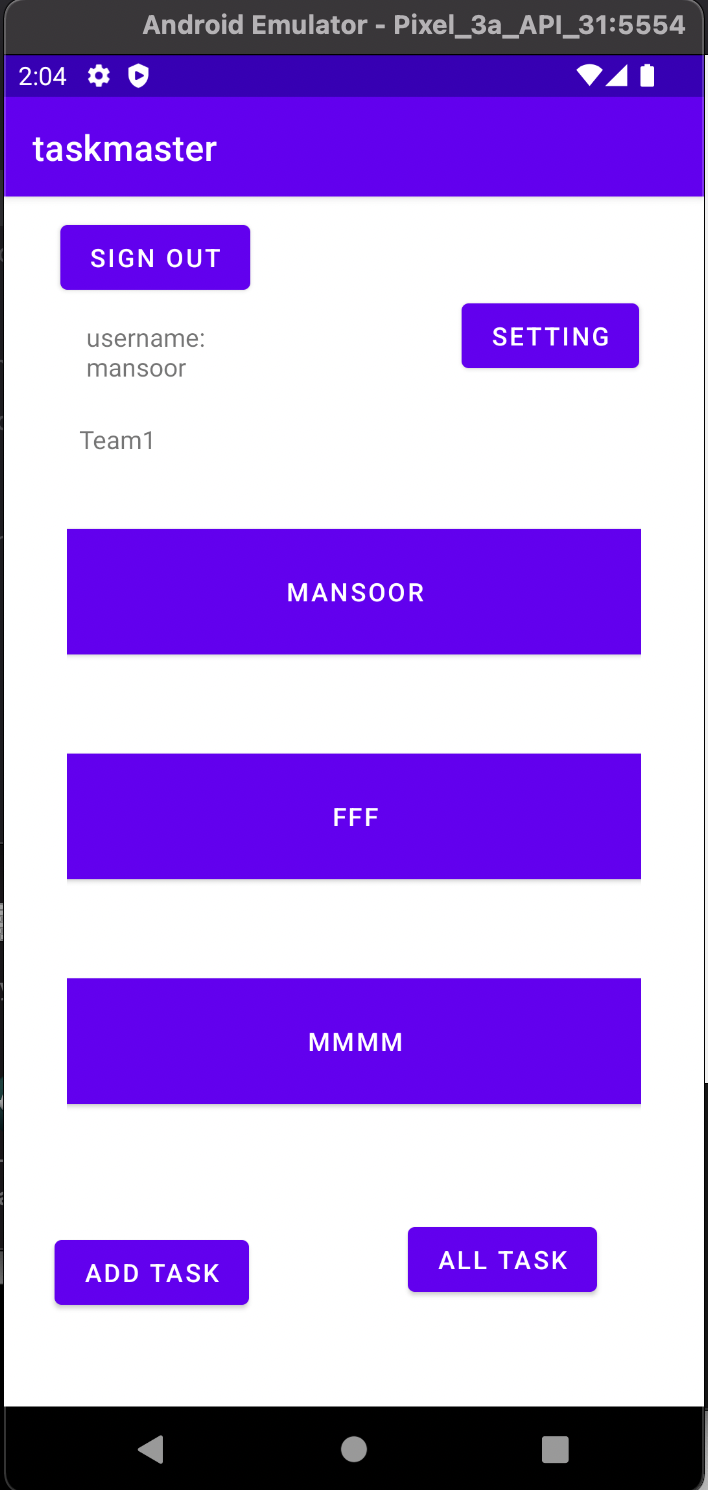 Android Emulator - Pixel_3a_API_31:5554
2:04
taskmaster
SIGN OUT
SETTING
username:
mansoor
Team1
MANSOOR
FFF
MMMM
ADD TASK
ALL TASK